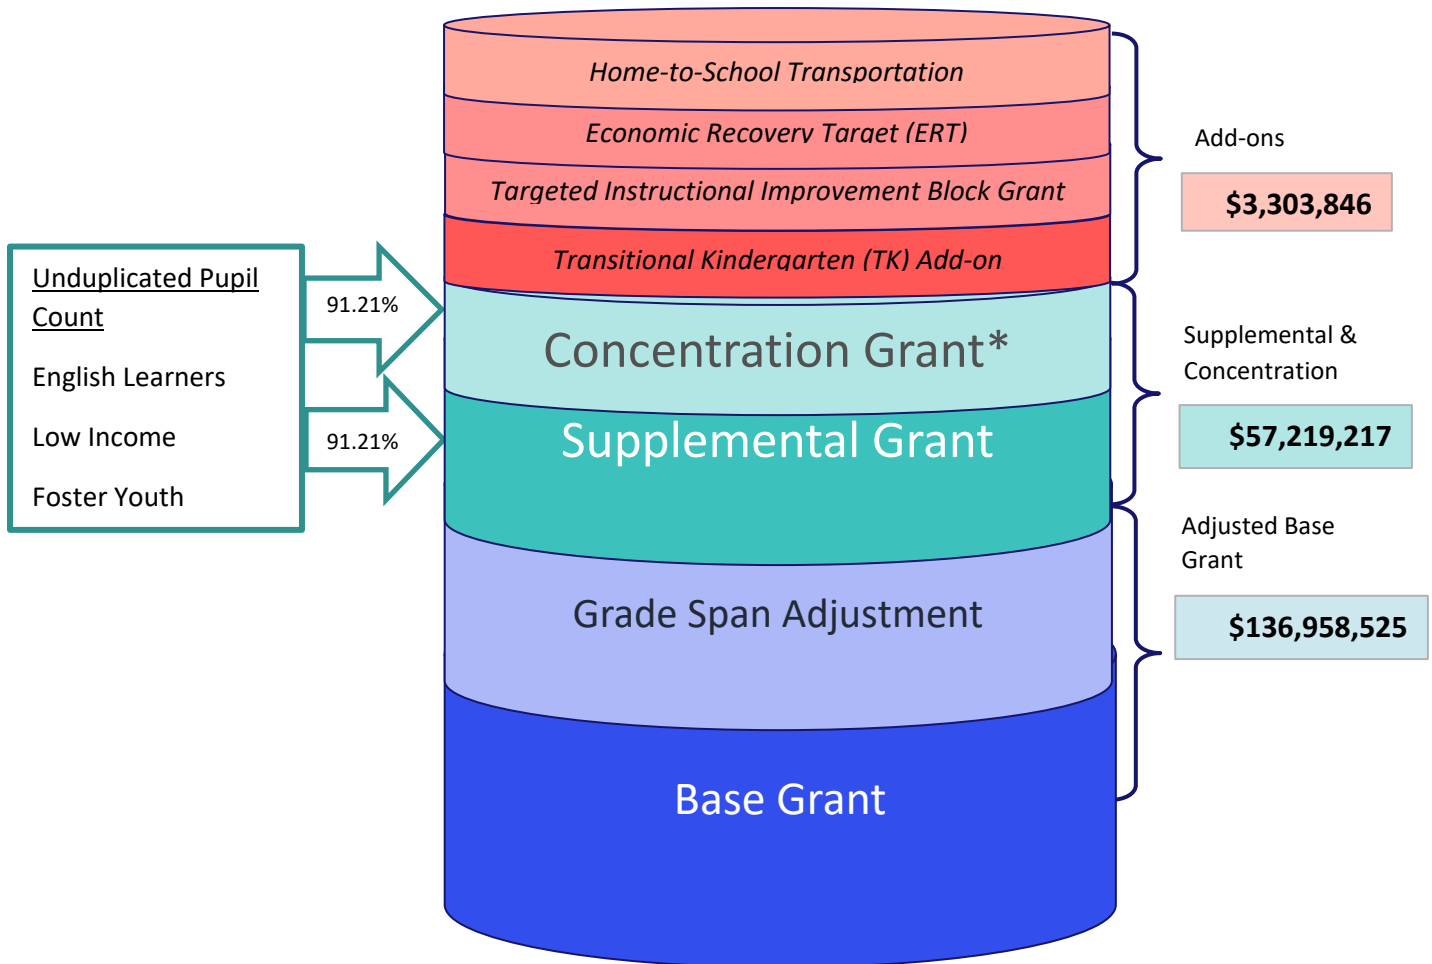 Home-to-School Transportation
Economic Recovery Target (ERT)
Targeted Instructional Improvement Block Grant
Transitional Kindergarten (TK) Add-on
Concentration Grant*
Supplemental Grant
Grade Span Adjustment
Base Grant
Unduplicated Pupil
Count
English Learners
Low Income
Foster Youth
91.21%
91.21%
Add-ons
$3,303,846
Supplemental &
Concentration
$57,219,217
Adjusted Base
Grant
$136,958,525